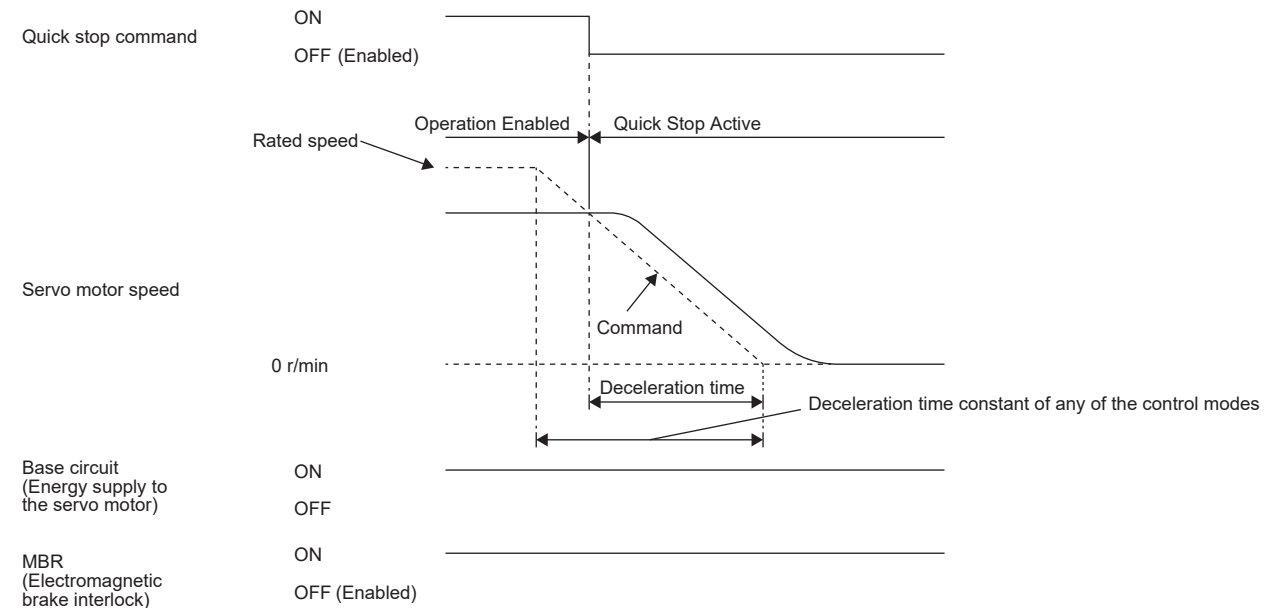 ON
Quick stop command
OFF (Enabled)
Operation Enabled
Quick Stop Active
Rated speed
Servo motor speed
Command
0 r/min
Deceleration time
Deceleration time constant of any of the control modes
Base circuit
(Energy supply to
the servo motor)
ON
OFF
MBR
(Electromagnetic
brake interlock)
ON
OFF (Enabled)